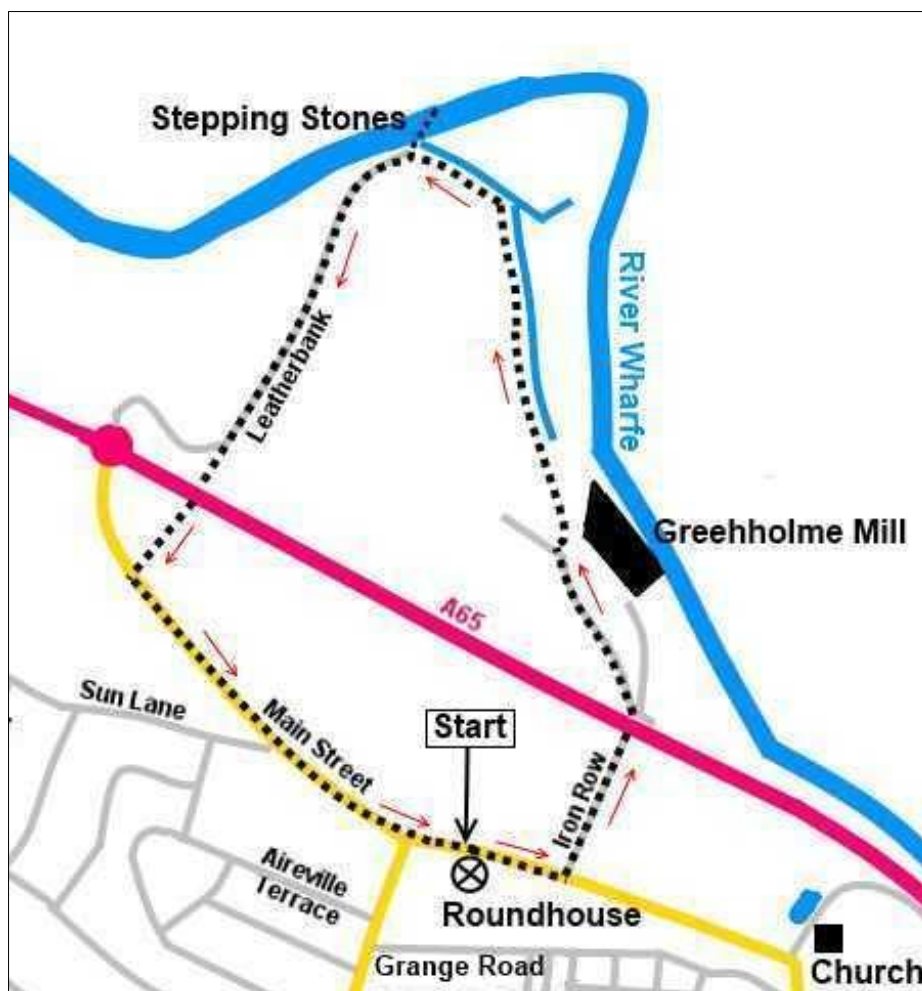 Stepping Stones
River Wharfe
Leatherbank
Greehholme Mill
A65
Sun Lane
Main Street
Start
Iron Row
Aireville
Terrace
Roundhouse
Grange Road
Church